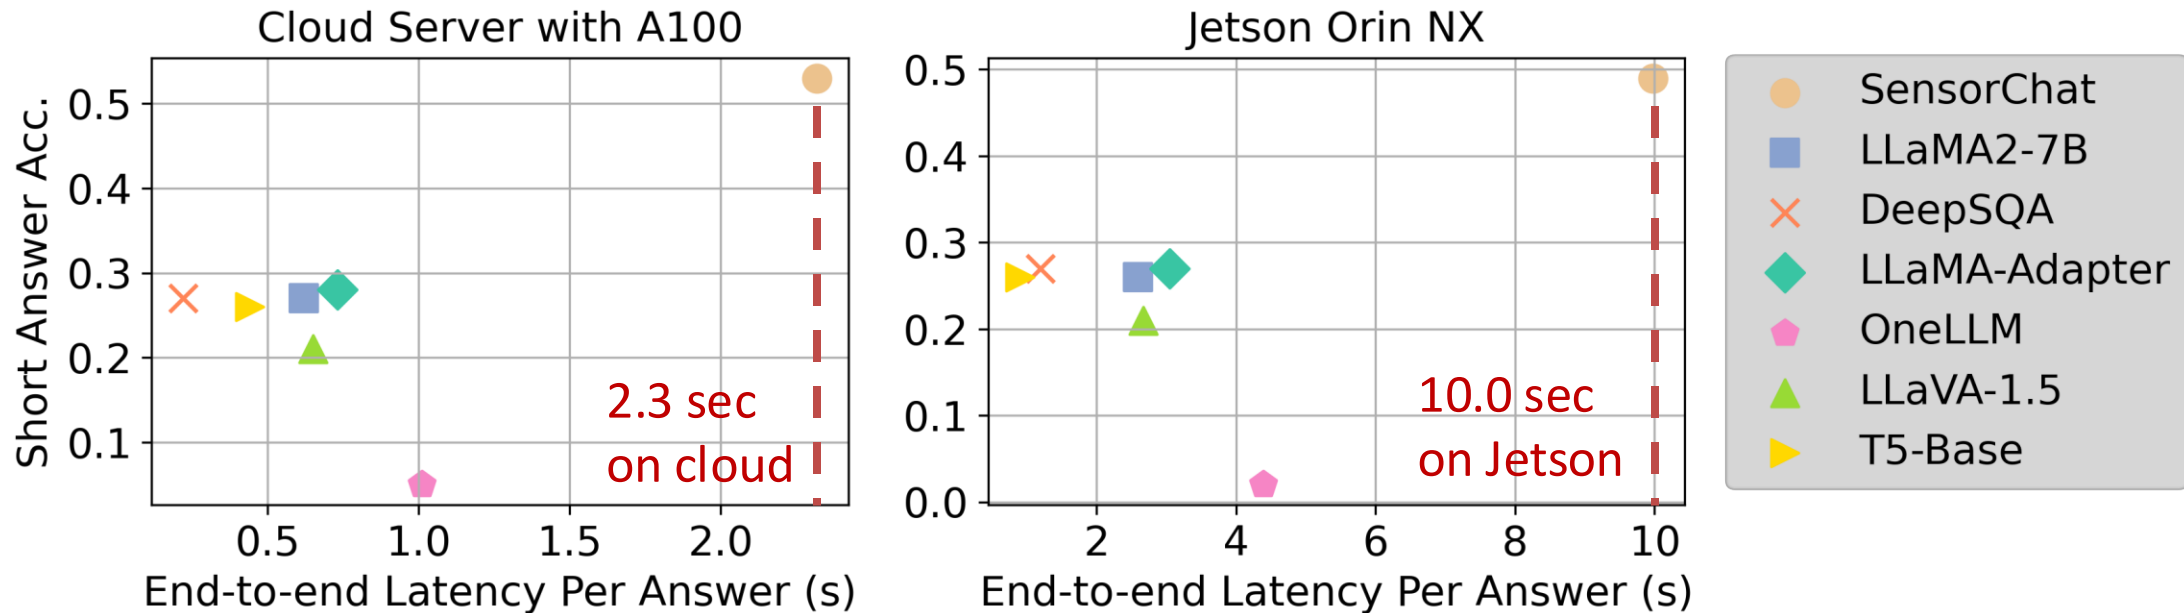 Cloud Server with A100
Short Answer Acc.
0.5
0.4
0.3
0.2
0.1
2.3 sec
on cloud
0.5 1.0 1.5 2.0
End-to-end Latency Per Answer (s)
Jetson Orin NX
0.5
0.4
0.3
0.2
0.1
0.0
10.0 sec
on Jetson
2 4 6 8 10
End-to-end Latency Per Answer (s)
SensorChat
LLaMA2-7B
DeepSQA
LLaMA-Adapter
OneLLM
LLaVA-1.5
T5-Base